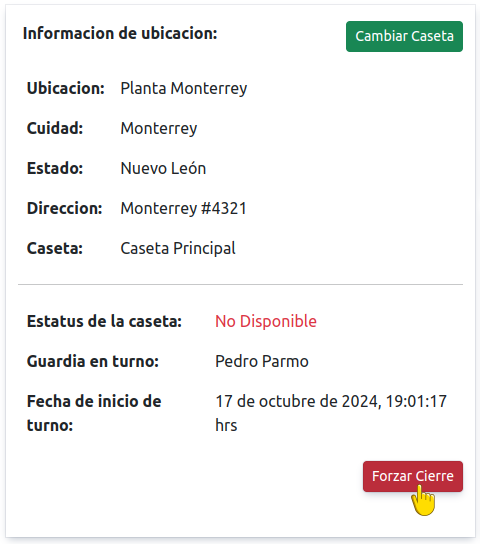 Informacion de ubicacion:
Cambiar Caseta
Ubicacion: Planta Monterrey
Cuidad: Monterrey
Estado: Nuevo León
Direccion: Monterrey #4321
Caseta: Caseta Principal
Estatus de la caseta: No Disponible
Guardia en turno: Pedro Parmo
Fecha de inicio de 17 de octubre de 2024, 19:01:17
turno: hrs
Forzar Cierre